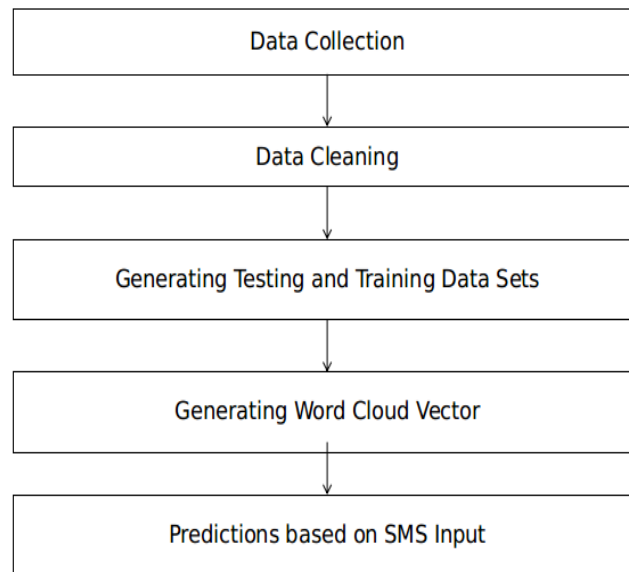 Data Collection
Data Cleaning
Generating Testing and Training Data Sets
Generating Word Cloud Vector
Predictions based on SMS Input